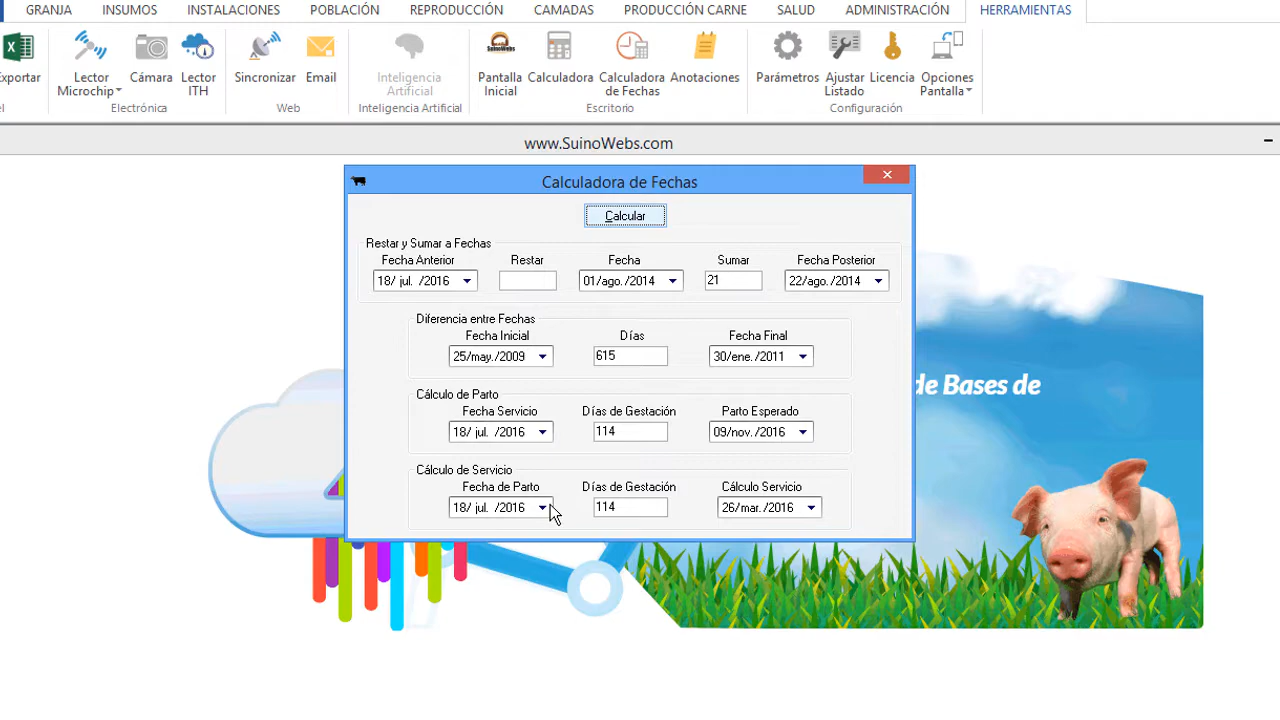 GRANJA INSUMOS INSTALACIONES POBLACIÓN REPRODUCCIÓN CAMADAS PRODUCCIÓN CARNE SALUD ADMINISTRACIÓN HERRAMIENTAS
Exportar Lector Microchip Cámara Lector ITH Sincronizar Email Inteligencia Artificial Pantalla Inicial Calculadora Calculadora de Fechas Anotaciones Parámetros Ajustar Listado Licencia Opciones Pantalla
Electrónica Web Inteligencia Artificial Escritorio Configuración
www.SuinoWebs.com
Calculadora de Fechas
Calcular
Restar y Sumar a Fechas
Fecha Anterior Restar Fecha Sumar Fecha Posterior
18/ jul. /2016 01/ago. /2014 21 22/ago. /2014
Diferencia entre Fechas
Fecha Inicial Días Fecha Final
25/may. /2009 615 30/ene. /2011
de Bases de
Cálculo de Parto
Fecha Servicio Días de Gestación Parto Esperado
18/ jul. /2016 114 09/nov. /2016
Cálculo de Servicio
Fecha de Parto Días de Gestación Cálculo Servicio
18/ jul. /2016 114 26/mar. /2016